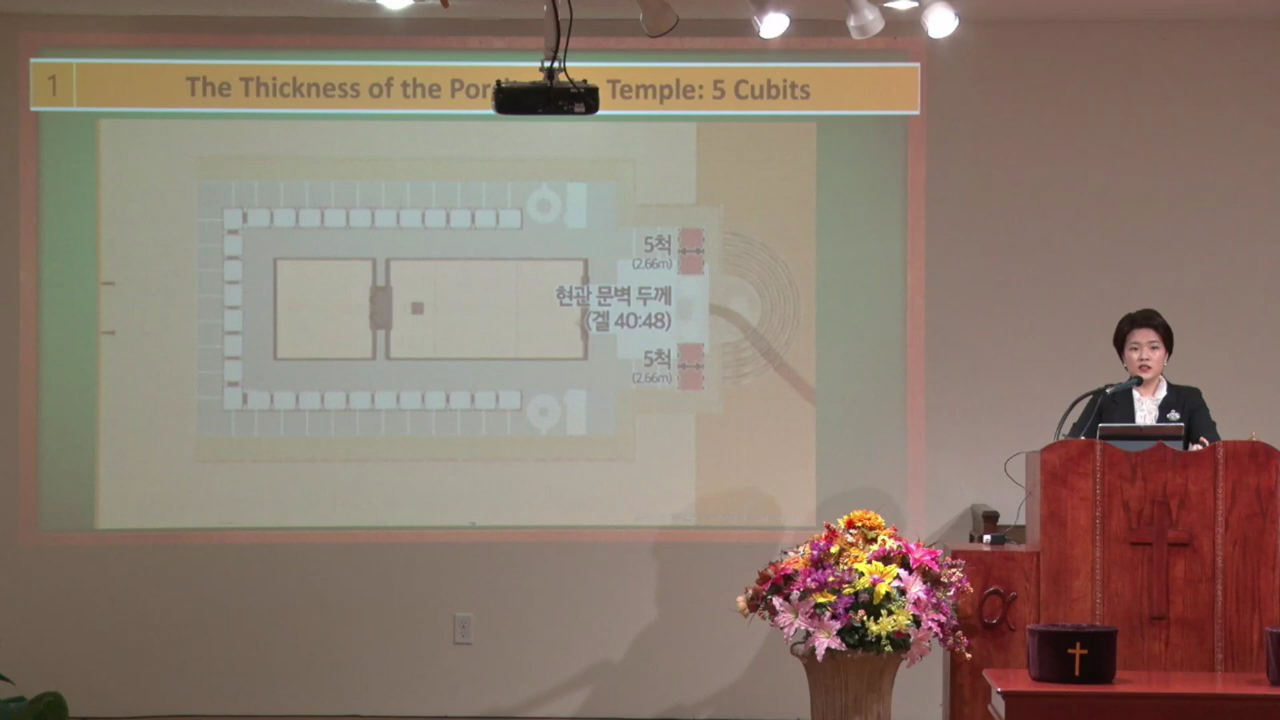 1
The Thickness of the Por Temple: 5 Cubits
5척
(2.66m)
현관 문벽 두께
(겔 40:48)
5척
(2.66m)
α